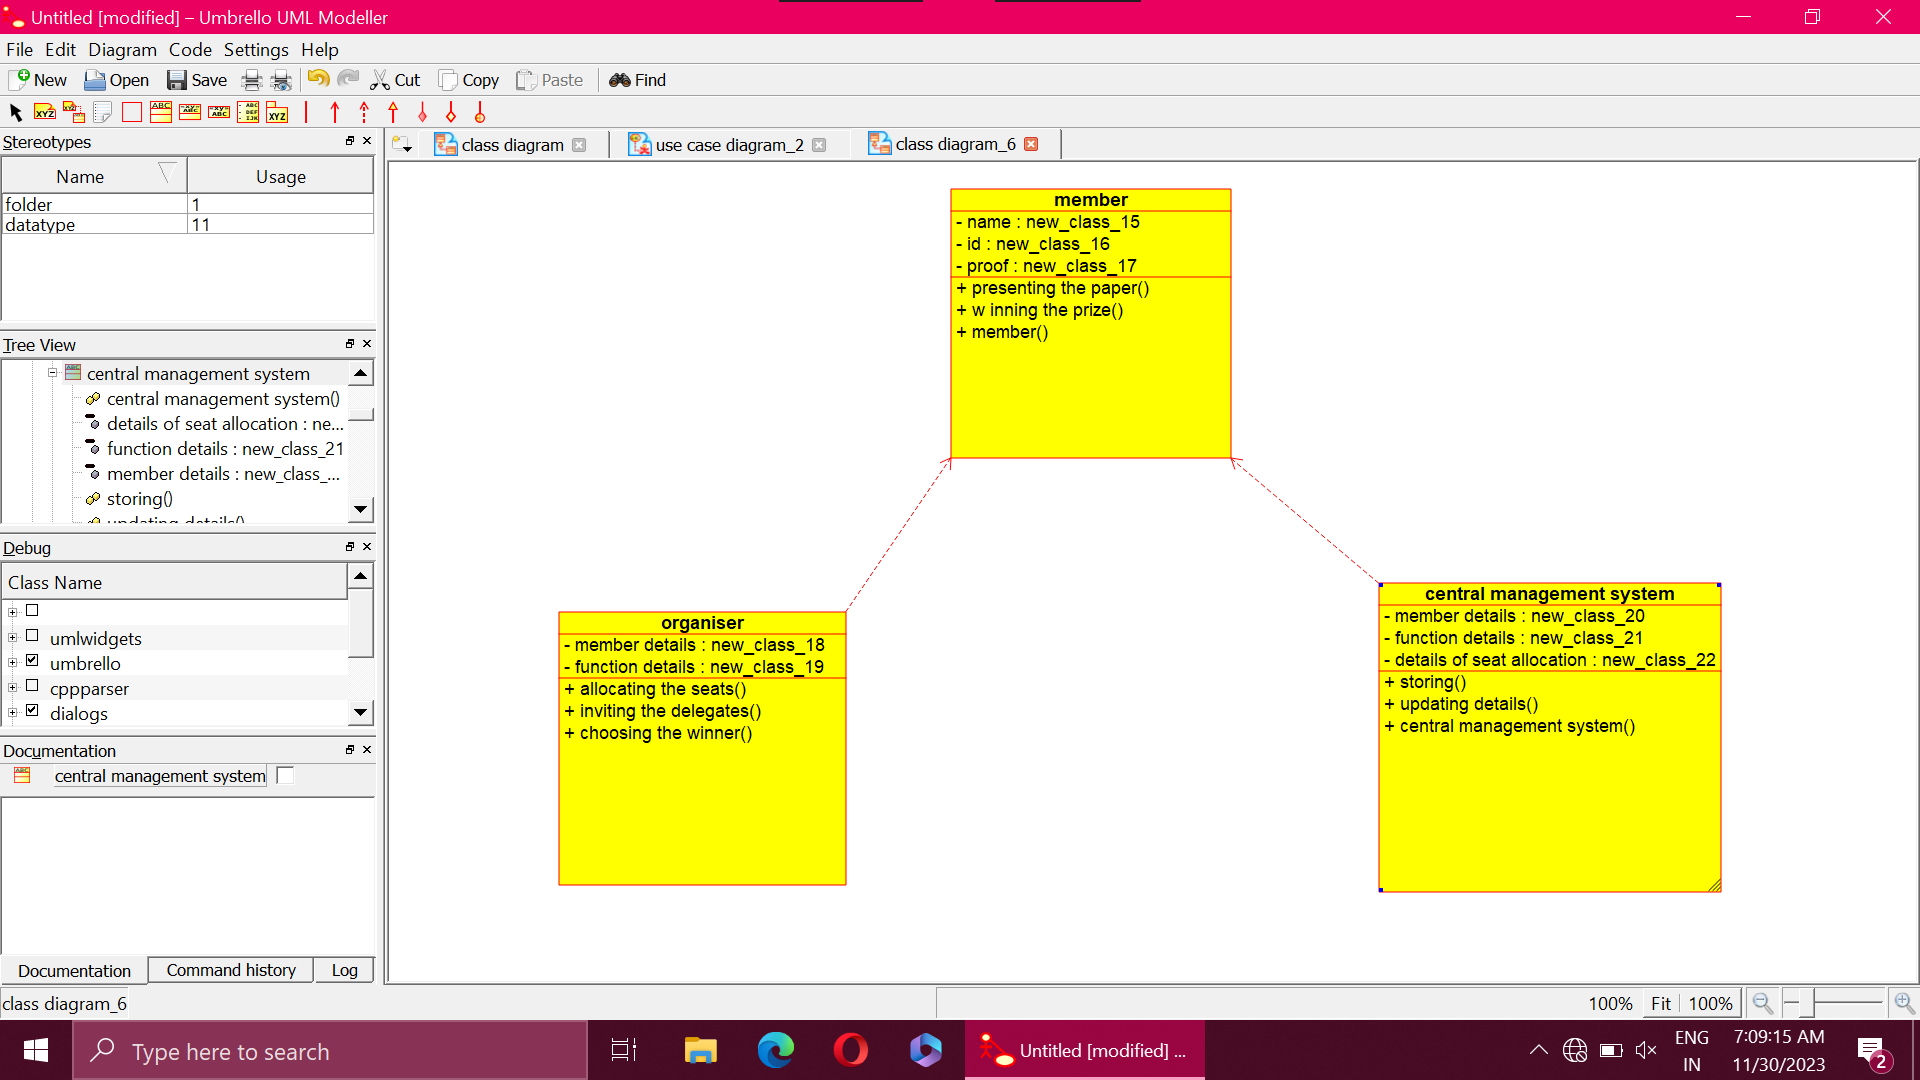 Untitled [modified] – Umbrello UML Modeller
File Edit Diagram Code Settings Help
New Open Save Cut Copy Paste Find
Stereotypes
Name Usage
folder 1
datatype 11
Tree View
central management system
central management system()
details of seat allocation : ne...
function details : new_class_21
member details : new_class_...
storing()
updating details()
Debug
Class Name
umlwidgets
umbrello
cppparser
dialogs
Documentation
central management system
Documentation Command history Log
class diagram use case diagram_2 class diagram_6
member
- name : new_class_15
- id : new_class_16
- proof : new_class_17
+ presenting the paper()
+ w inning the prize()
+ member()
organiser
- member details : new_class_18
- function details : new_class_19
+ allocating the seats()
+ inviting the delegates()
+ choosing the winner()
central management system
- member details : new_class_20
- function details : new_class_21
- details of seat allocation : new_class_22
+ storing()
+ updating details()
+ central management system()
class diagram_6
100% Fit 100%
Type here to search
Untitled [modified] ...
ENG
IN
7:09:15 AM
11/30/2023
2